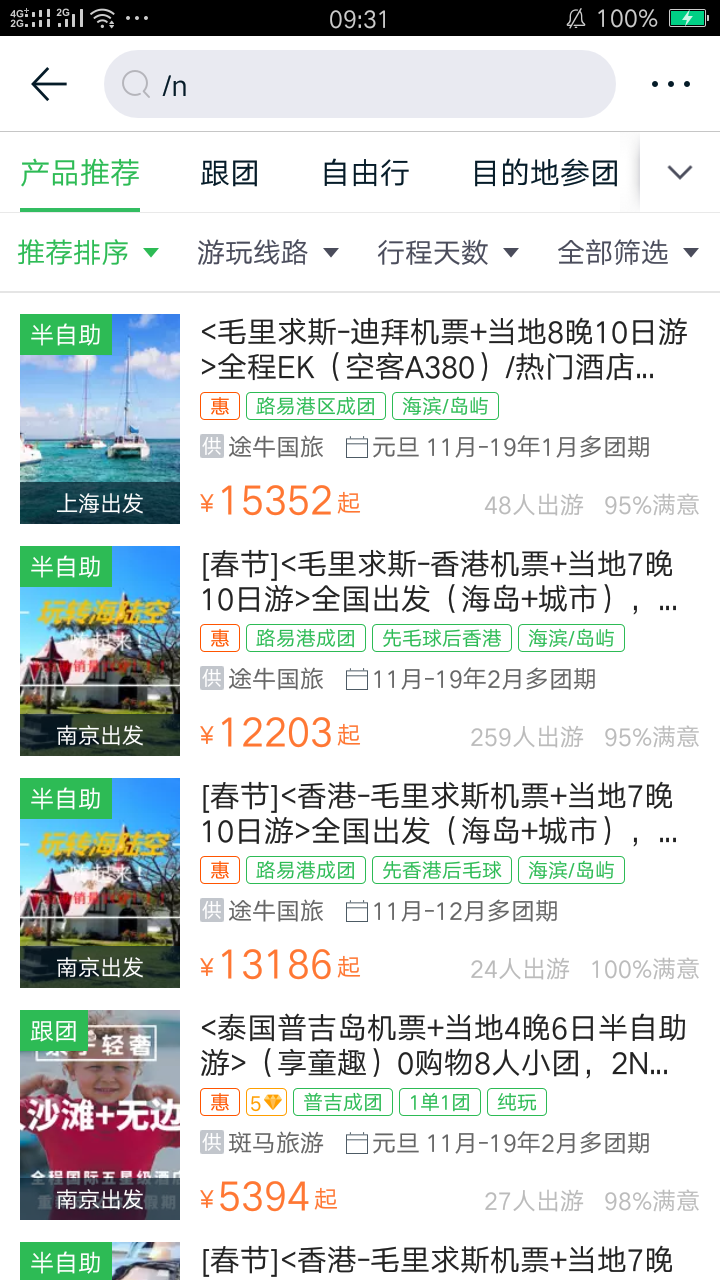 4G+ 2G 2G 09:31 100%
/n
产品推荐 跟团 自由行 目的地参团
推荐排序 游玩线路 行程天数 全部筛选
半自助
上海出发
<毛里求斯-迪拜机票+当地8晚10日游
>全程EK（空客A380）/热门酒店...
惠 路易港区成团 海滨/岛屿
供 途牛国旅 元旦 11月-19年1月多团期
¥15352起 48人出游 95%满意
半自助
玩转海陆空
南京出发
[春节]<毛里求斯-香港机票+当地7晚
10日游>全国出发（海岛+城市），...
惠 路易港成团 先毛球后香港 海滨/岛屿
供 途牛国旅 11月-19年2月多团期
¥12203起 259人出游 95%满意
半自助
玩转海陆空
南京出发
[春节]<香港-毛里求斯机票+当地7晚
10日游>全国出发（海岛+城市），...
惠 路易港成团 先香港后毛球 海滨/岛屿
供 途牛国旅 11月-12月多团期
¥13186起 24人出游 100%满意
跟团
轻奢
沙滩+无边
全程国际五星级酒店
南京出发
<泰国普吉岛机票+当地4晚6日半自助
游>（享童趣）0购物8人小团，2N...
惠 5 普吉成团 1单1团 纯玩
供 斑马旅游 元旦 11月-19年2月多团期
¥5394起 27人出游 98%满意
半自助
[春节]<香港-毛里求斯机票+当地7晚